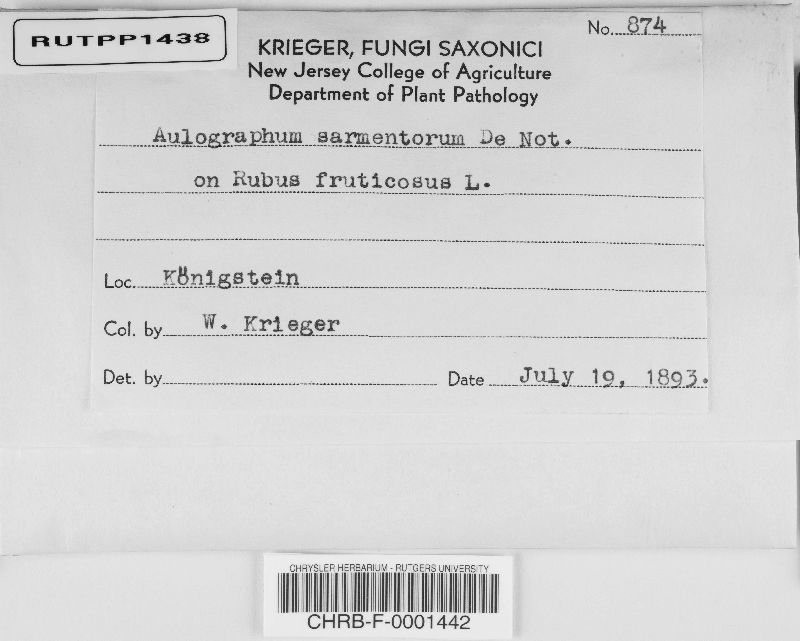 RUTPP1438
No. 874
KRIEGER, FUNGI SAXONICI
New Jersey College of Agriculture
Department of Plant Pathology
Aulographum sarmentorum De Not.
on Rubus fruticosus L.
Loc. Königstein
Col. by W. Krieger
Det. by
Date July 19, 1893.
CHRYSLER HERBARIUM - RUTGERS UNIVERSITY
CHRB-F-0001442